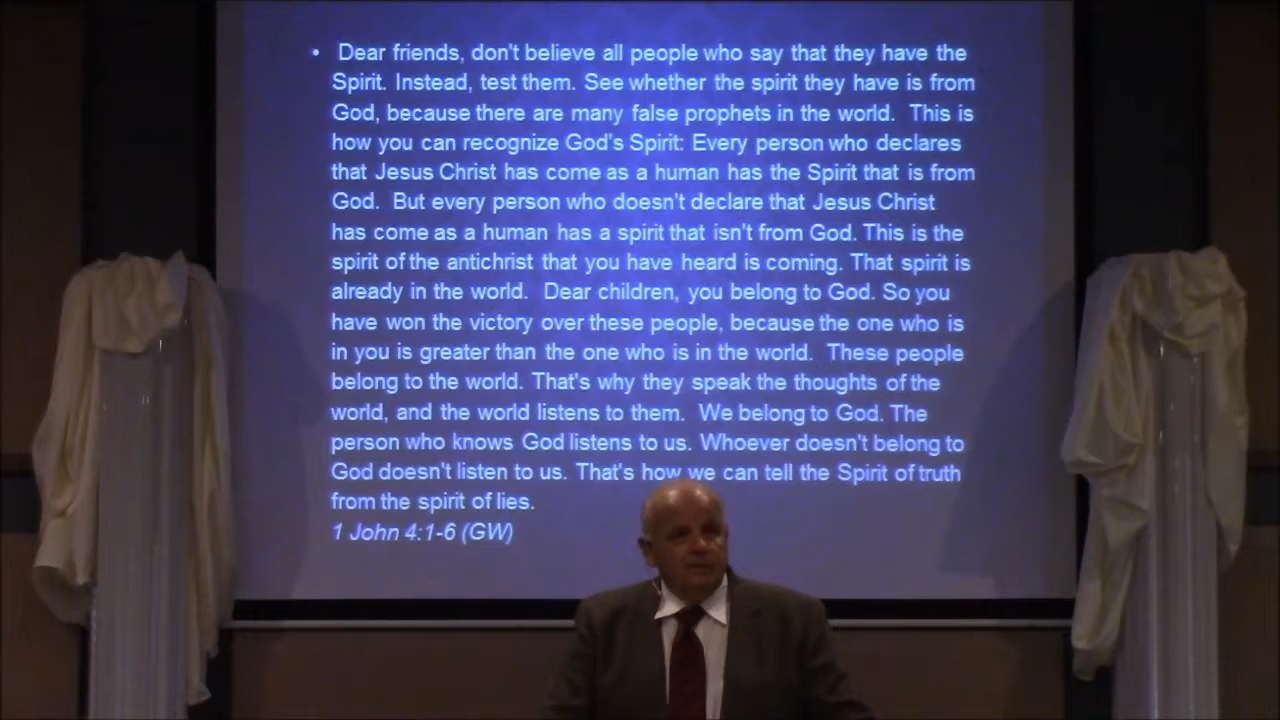 • Dear friends, don't believe all people who say that they have the
Spirit. Instead, test them. See whether the spirit they have is from
God, because there are many false prophets in the world. This is
how you can recognize God's Spirit: Every person who declares
that Jesus Christ has come as a human has the Spirit that is from
God. But every person who doesn't declare that Jesus Christ
has come as a human has a spirit that isn't from God. This is the
spirit of the antichrist that you have heard is coming. That spirit is
already in the world. Dear children, you belong to God. So you
have won the victory over these people, because the one who is
in you is greater than the one who is in the world. These people
belong to the world. That's why they speak the thoughts of the
world, and the world listens to them. We belong to God. The
person who knows God listens to us. Whoever doesn't belong to
God doesn't listen to us. That's how we can tell the Spirit of truth
from the spirit of lies.
1 John 4:1-6 (GW)